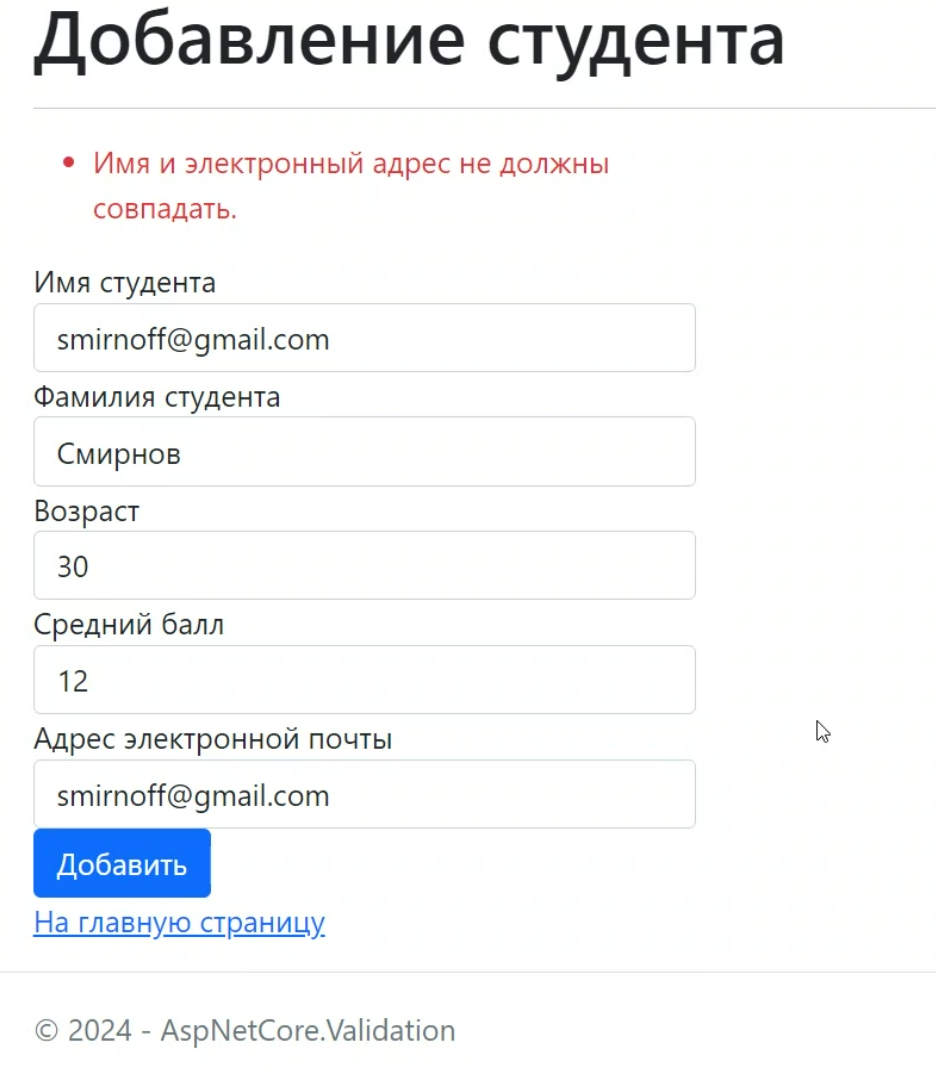 Добавление студента
Имя и электронный адрес не должны
совпадать.
Имя студента
smirnoff@gmail.com
Фамилия студента
Смирнов
Возраст
30
Средний балл
12
Адрес электронной почты
smirnoff@gmail.com
Добавить
На главную страницу
© 2024 - AspNetCore.Validation